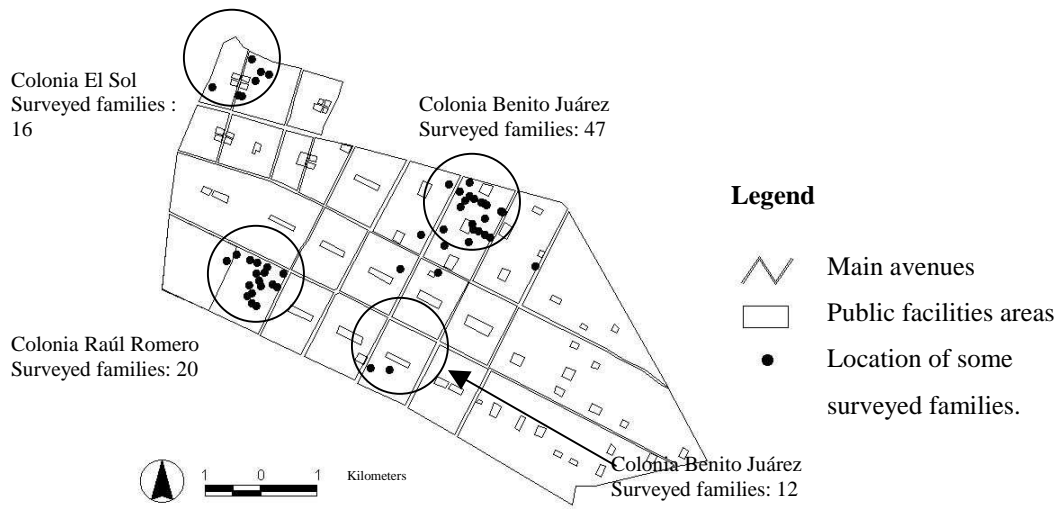 Colonia El Sol
Surveyed families :
16
Colonia Benito Juárez
Surveyed families: 47
Colonia Raúl Romero
Surveyed families: 20
Colonia Benito Juárez
Surveyed families: 12
1 0 1 Kilometers
Legend
Main avenues
Public facilities areas
Location of some
surveyed families.